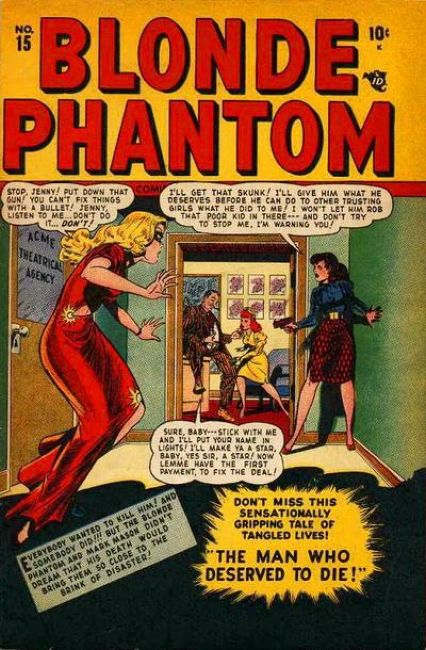 NO.
15
BLONDE
10¢
K
PHANTOM
COMI
STOP, JENNY! PUT DOWN THAT
GUN! YOU CAN'T FIX THINGS
WITH A BULLET! JENNY,
LISTEN TO ME...DON'T DO
IT... DON'T!
I'LL GET THAT SKUNK! I'LL GIVE HIM WHAT HE
DESERVES BEFORE HE CAN DO TO OTHER TRUSTING
GIRLS WHAT HE DID TO ME! I WON'T LET HIM ROB
THAT POOR KID IN THERE--- AND DON'T TRY
TO STOP ME, I'M WARNING YOU!
ACME
THEATRICAL
AGENCY
SURE, BABY---STICK WITH ME
AND I'LL PUT YOUR NAME IN
LIGHTS! I'LL MAKE YA A STAR,
BABY, YES SIR, A STAR! NOW
LEMME HAVE THE FIRST
PAYMENT, TO FIX THE DEAL!
EVERYBODY WANTED TO KILL HIM! AND
SOMEBODY DID!!! BUT THE BLONDE
PHANTOM AND MARK MASON DIDN'T
DREAM THAT HIS DEATH WOULD
BRING THEM SO CLOSE TO THE
BRINK OF DISASTER!
DON'T MISS THIS
SENSATIONALLY
GRIPPING TALE OF
TANGLED LIVES!
"THE MAN WHO
DESERVED TO DIE!"